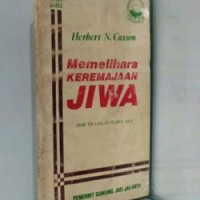 Herbert N. Casson
Memelihara
KEREMAJAAN
JIWA
PENERBIT GUNUNG JATI JAKARTA